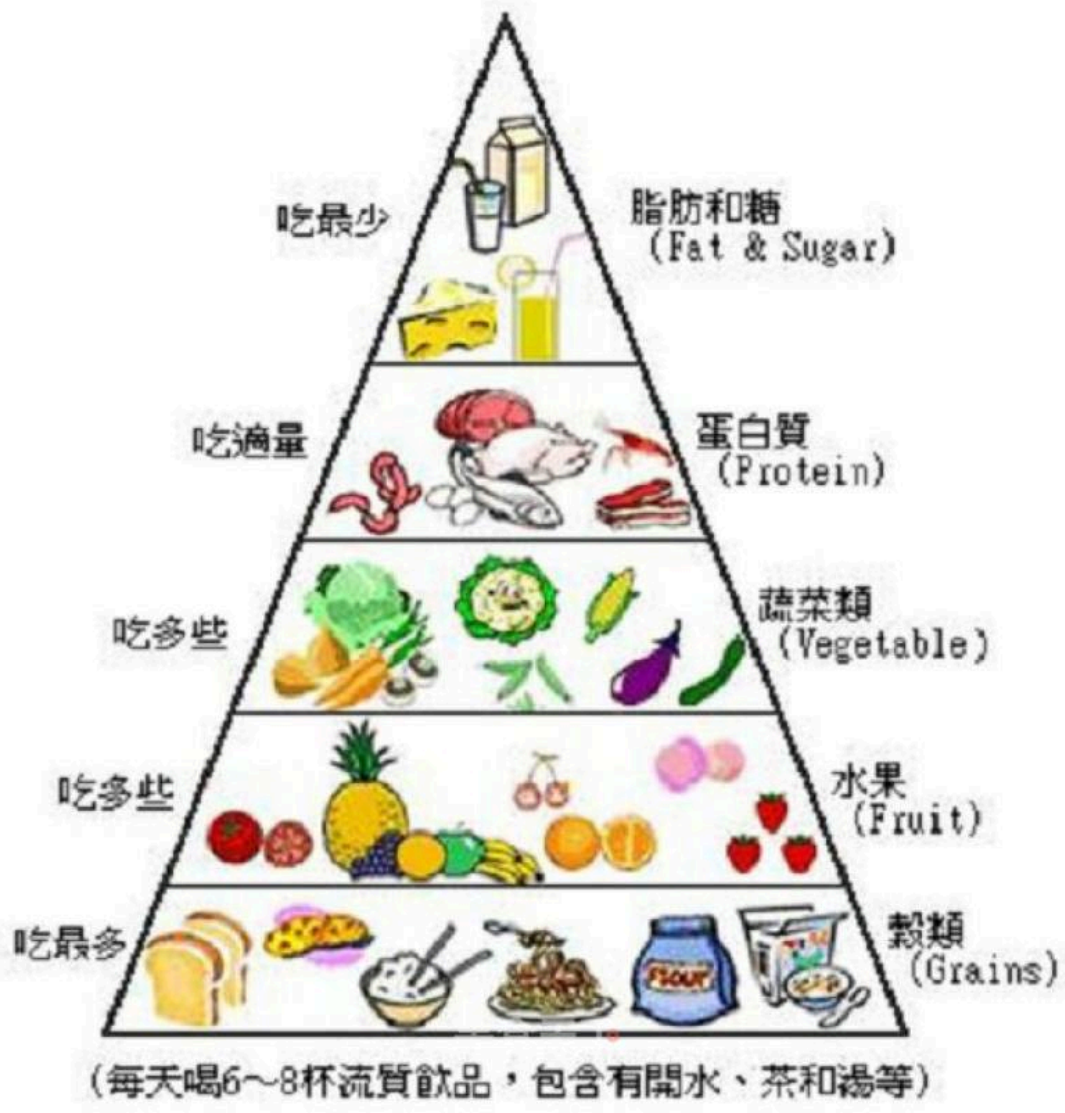 吃最少
脂肪和糖
(Fat & Sugar)
吃適量
蛋白質
(Protein)
吃多些
蔬菜類
(Vegetable)
吃多些
水果
(Fruit)
吃最多
穀類
(Grains)
FLOUR
(每天喝6~8杯流質飲品，包含有開水、茶和湯等)